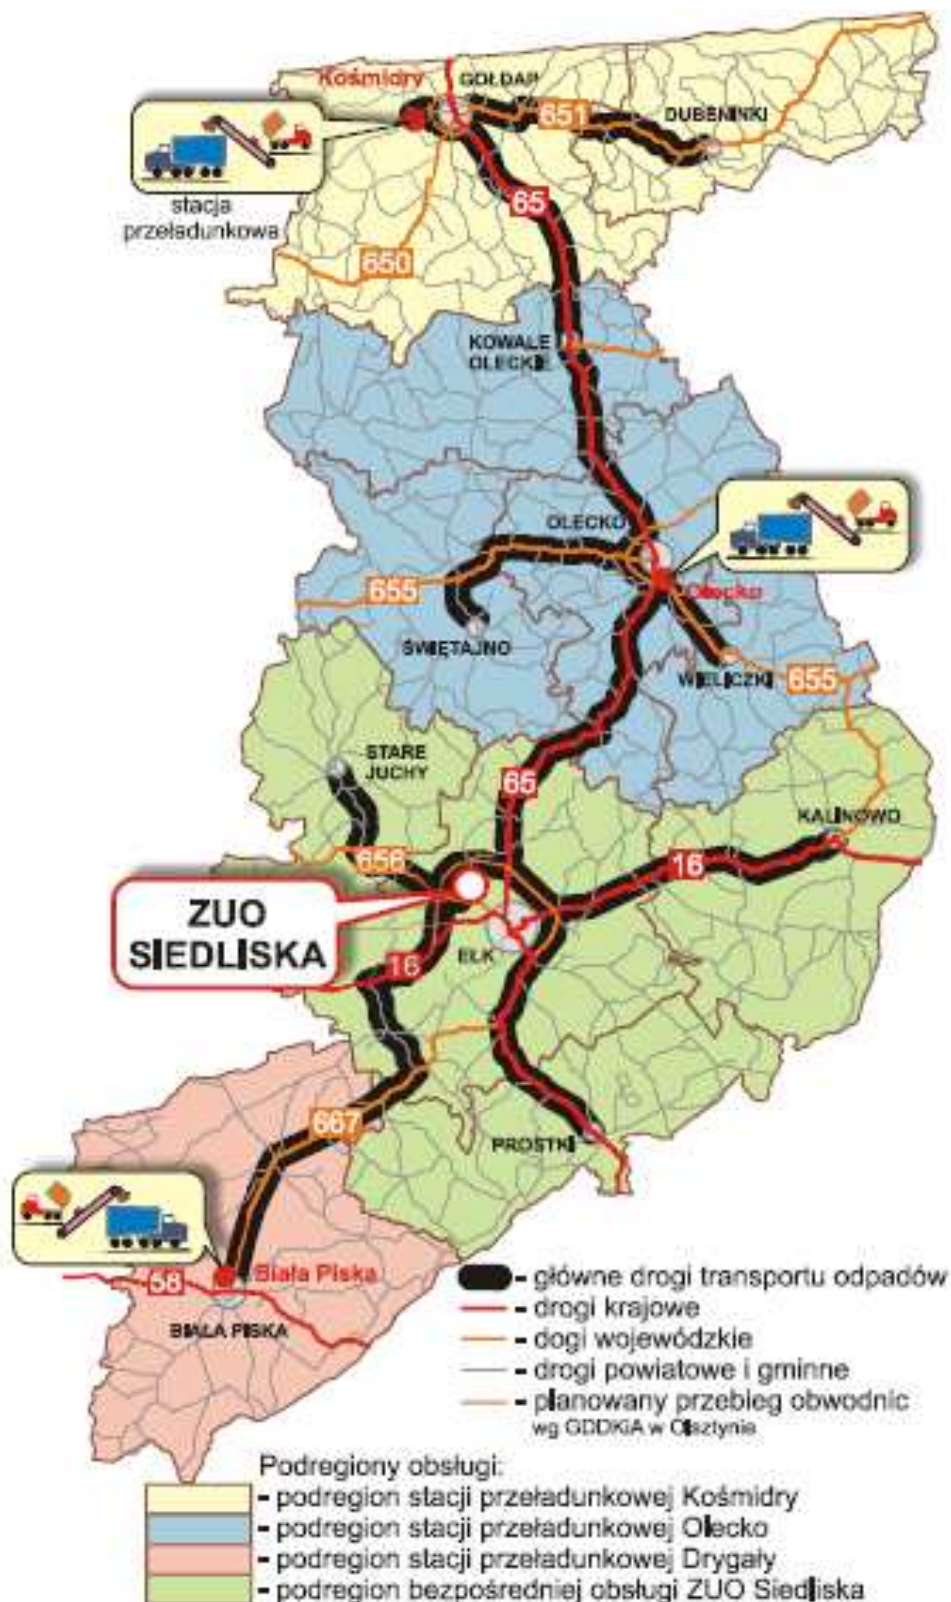 Kośmidry
GOŁDAP
651
DUBENINKI
stacja
przeładunkowa
65
650
KOWALE
OLECKIE
OLECKO
Olecko
655
ŚWIĘTAJNO
WIELICZKI
655
STARE
JUCHY
65
KALINOWO
656
16
ZUO
SIEDLISKA
EŁK
16
667
PROSTKI
58
Biała Piska
BIAŁA PISKA
- główne drogi transportu odpadów
- drogi krajowe
- dogi wojewódzkie
- drogi powiatowe i gminne
- planowany przebieg obwodnic
wg GDDKiA w Olsztynie
Podregiony obsługi:
- podregion stacji przeładunkowej Kośmidry
- podregion stacji przeładunkowej Olecko
- podregion stacji przeładunkowej Drygały
- podregion bezpośredniej obsługi ZUO Siedliska